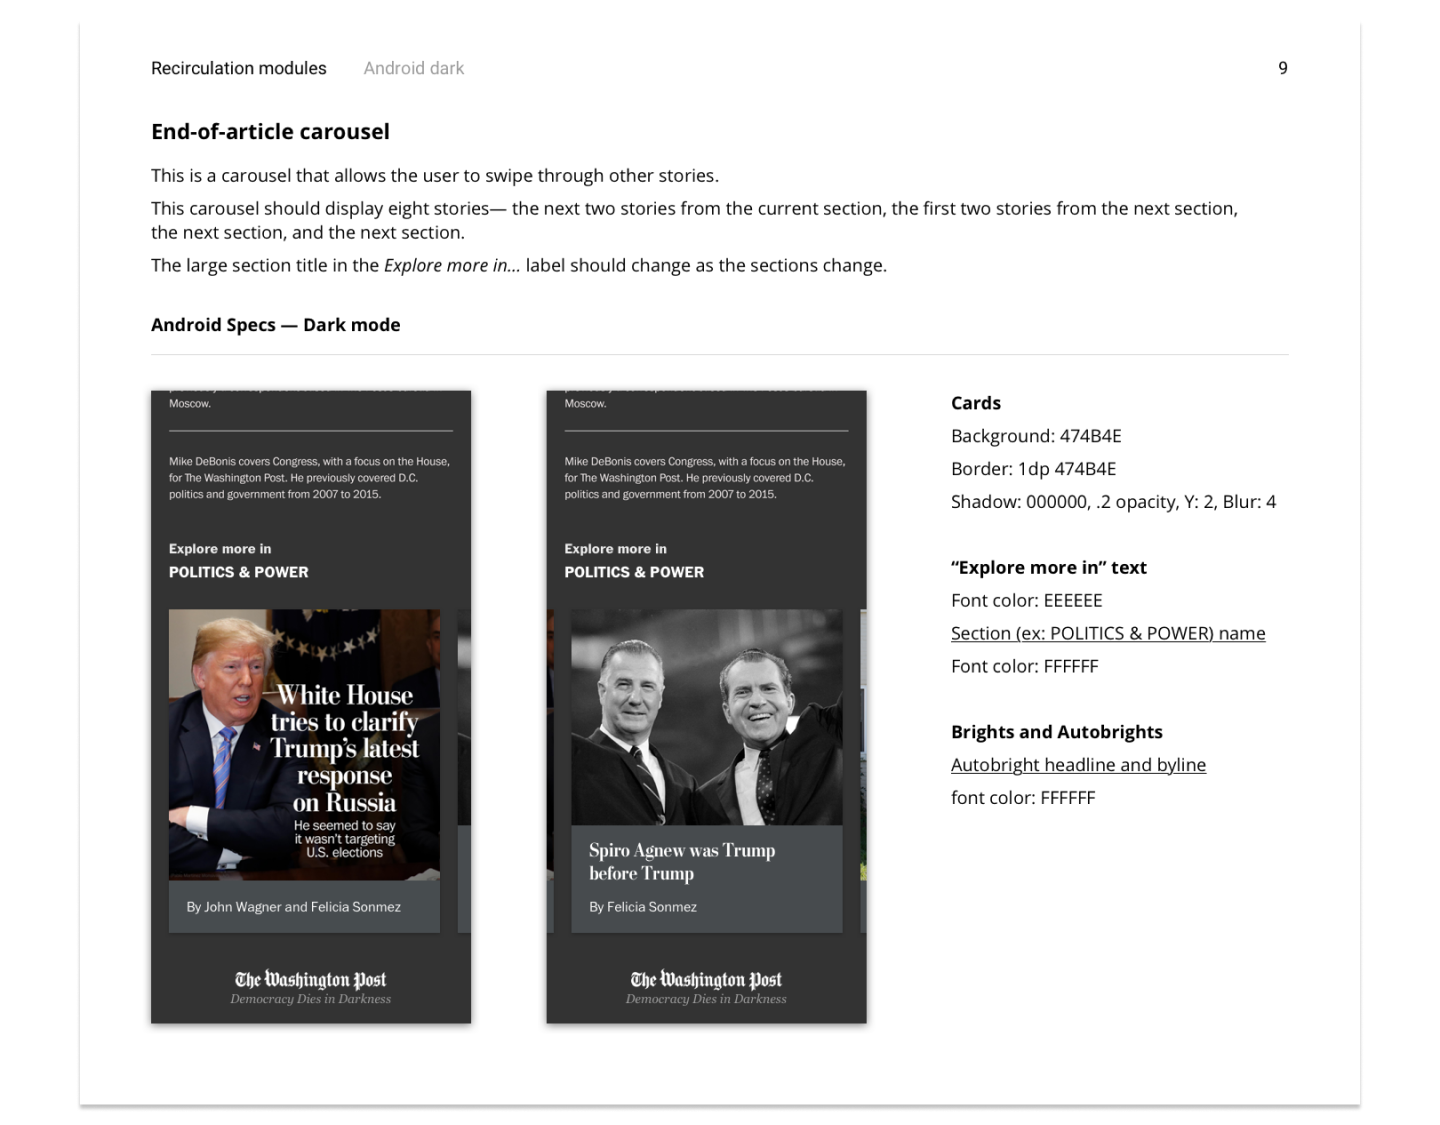 Recirculation modules Android dark 9
End-of-article carousel
This is a carousel that allows the user to swipe through other stories.
This carousel should display eight stories— the next two stories from the current section, the first two stories from the next section,
the next section, and the next section.
The large section title in the Explore more in... label should change as the sections change.
Android Specs — Dark mode
Moscow.
Mike DeBonis covers Congress, with a focus on the House,
for The Washington Post. He previously covered D.C.
politics and government from 2007 to 2015.
Explore more in
POLITICS & POWER
White House
tries to clarify
Trump’s latest
response
on Russia
He seemed to say
it wasn’t targeting
U.S. elections
By John Wagner and Felicia Sonmez
The Washington Post
Democracy Dies in Darkness
Moscow.
Mike DeBonis covers Congress, with a focus on the House,
for The Washington Post. He previously covered D.C.
politics and government from 2007 to 2015.
Explore more in
POLITICS & POWER
Spiro Agnew was Trump
before Trump
By Felicia Sonmez
The Washington Post
Democracy Dies in Darkness
Cards
Background: 474B4E
Border: 1dp 474B4E
Shadow: 000000, .2 opacity, Y: 2, Blur: 4
“Explore more in” text
Font color: EEEEEE
Section (ex: POLITICS & POWER) name
Font color: FFFFFF
Brights and Autobrights
Autobright headline and byline
font color: FFFFFF